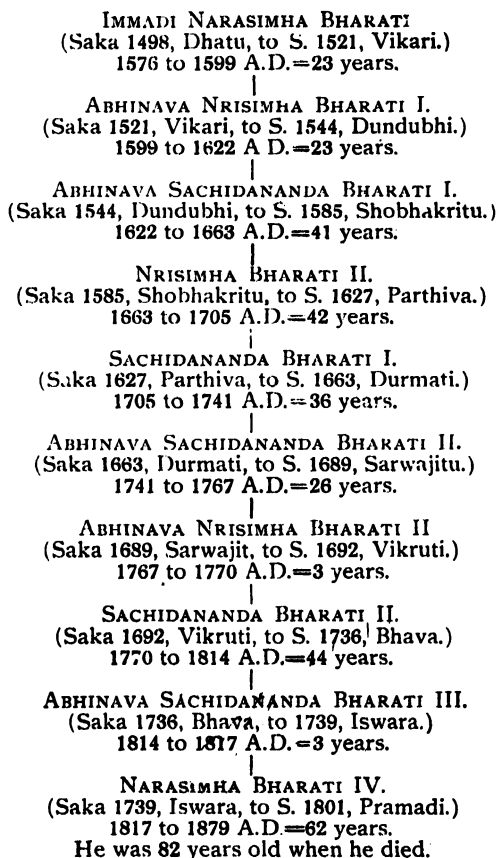 IMMADI NARASIMHA BHARATI
(Saka 1498, Dhatu, to S. 1521, Vikari.)
1576 to 1599 A.D.=23 years.
ABHINAVA NRISIMHA BHARATI I.
(Saka 1521, Vikari, to S. 1544, Dundubhi.)
1599 to 1622 A D.=23 years.
ABHINAVA SACHIDANANDA BHARATI I.
(Saka 1544, Dundubhi, to S. 1585, Shobhakritu.)
1622 to 1663 A.D.=41 years.
NRISIMHA BHARATI II.
(Saka 1585, Shobhakritu, to S. 1627, Parthiva.)
1663 to 1705 A.D.=42 years.
SACHIDANANDA BHARATI I.
(Saka 1627, Parthiva, to S. 1663, Durmati.)
1705 to 1741 A.D.=36 years.
ABHINAVA SACHIDANANDA BHARATI II.
(Saka 1663, Durmati, to S. 1689, Sarwajitu.)
1741 to 1767 A.D.=26 years.
ABHINAVA NRISIMHA BHARATI II
(Saka 1689, Sarwajit, to S. 1692, Vikruti.)
1767 to 1770 A.D.=3 years.
SACHIDANANDA BHARATI II.
(Saka 1692, Vikruti, to S. 1736, Bhava.)
1770 to 1814 A.D.=44 years.
ABHINAVA SACHIDANANDA BHARATI III.
(Saka 1736, Bhava, to 1739, Iswara.)
1814 to 1817 A.D.=3 years.
NARASIMHA BHARATI IV.
(Saka 1739, Iswara, to S. 1801, Pramadi.)
1817 to 1879 A.D.=62 years.
He was 82 years old when he died.